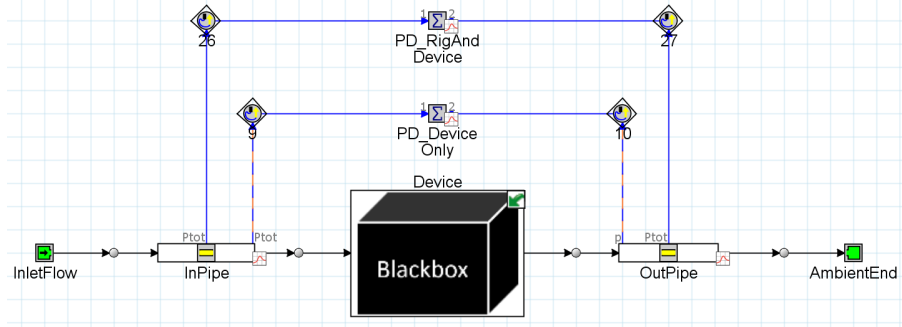 26
1
2
27
PD_RigAnd
Device
9
1
2
10
PD_Device
Only
Device
Ptot
Ptot
p
Ptot
Blackbox
InletFlow
InPipe
OutPipe
AmbientEnd